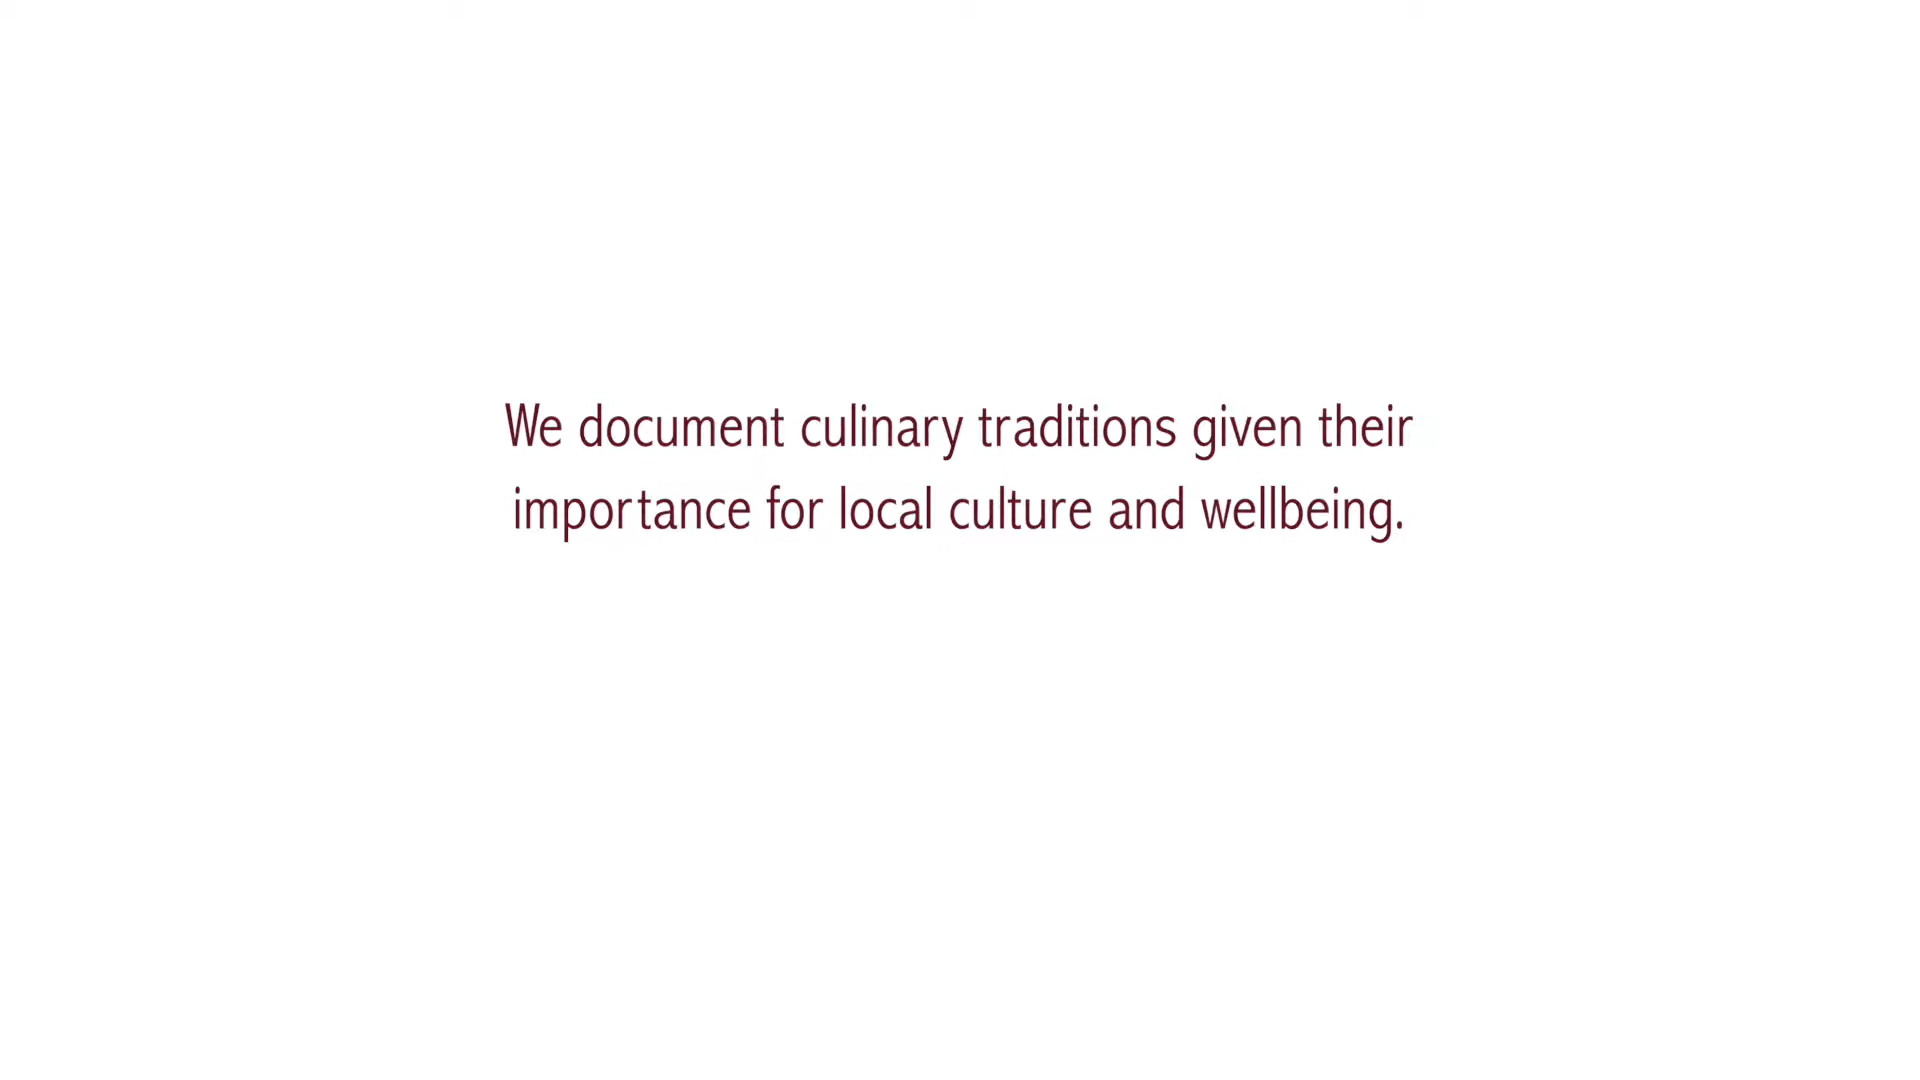 We document culinary traditions given their
importance for local culture and wellbeing.